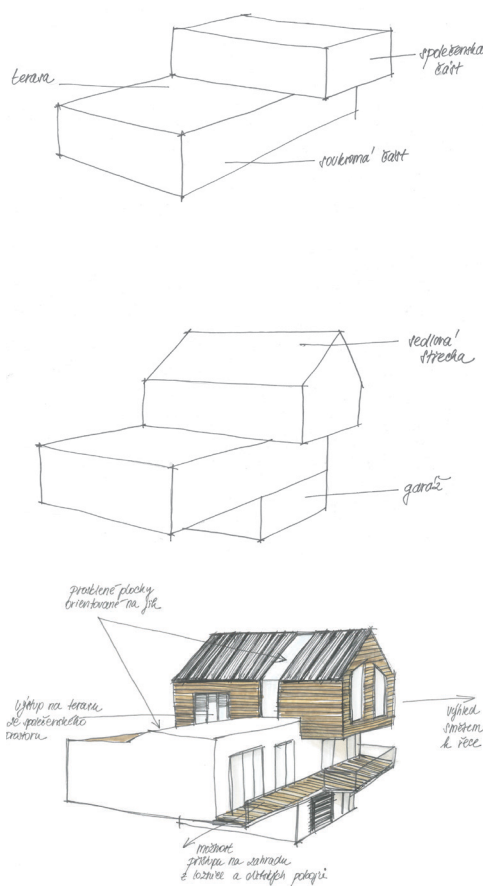 společenská
část
terasa
soukromá část
sedlová
střecha
garáž
prosklené plochy
orientované na jih
výstup na terasu
ze společenského
prostoru
výhled
směrem
k řece
možnost
přístupu na zahradu
z ložnice a dětských pokojů